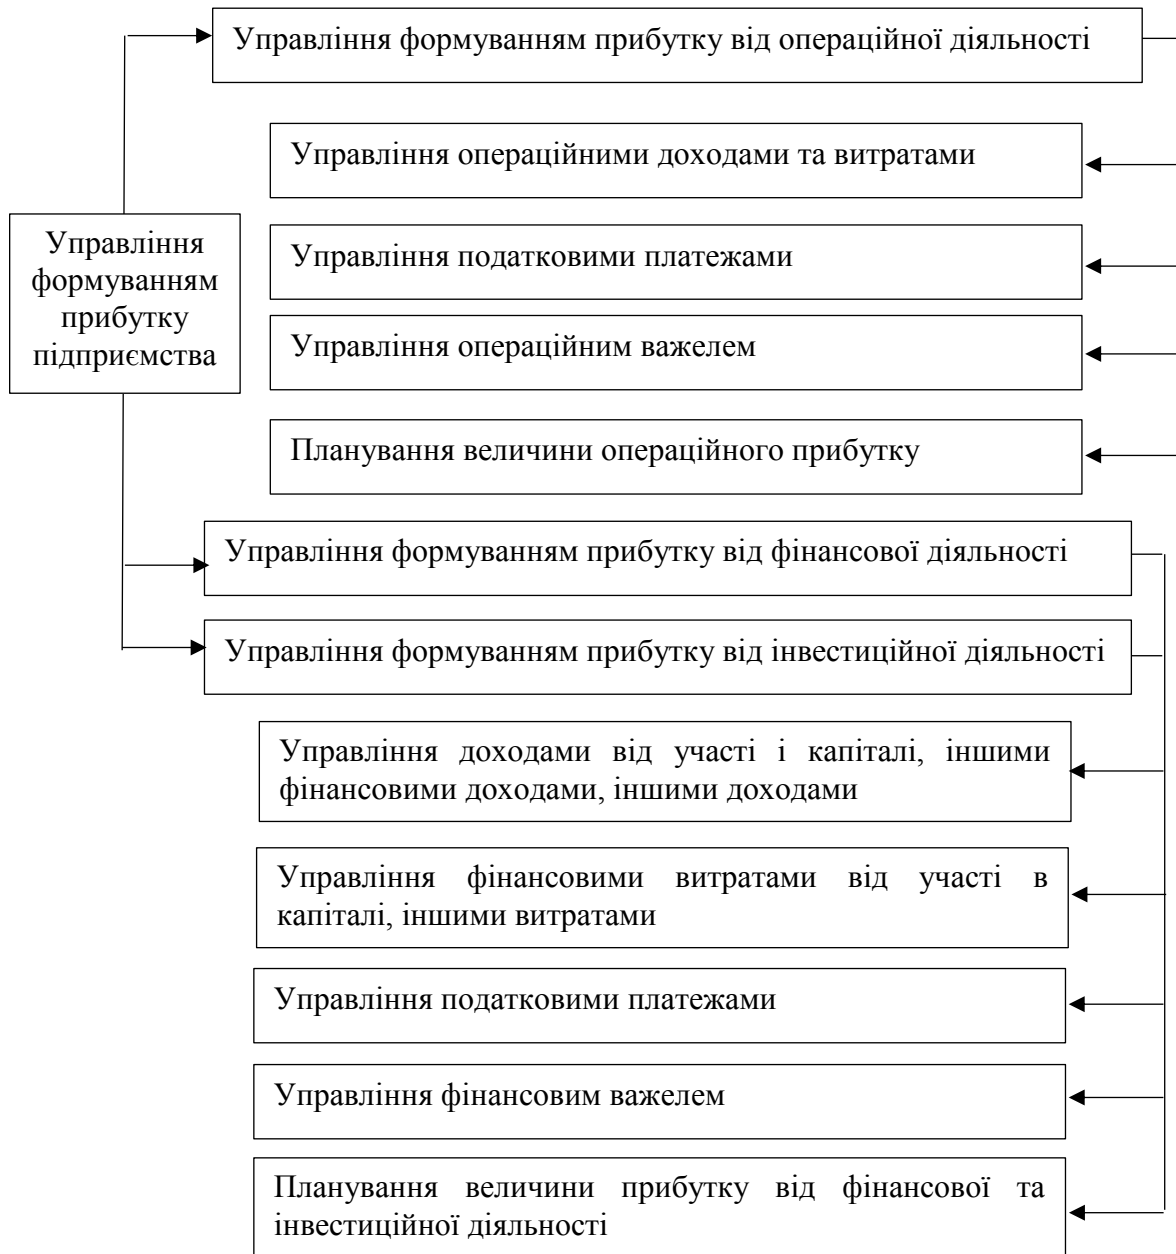 Управління формуванням прибутку від операційної діяльності
Управління операційними доходами та витратами
Управління
формуванням
прибутку
підприємства
Управління податковими платежами
Управління операційним важелем
Планування величини операційного прибутку
Управління формуванням прибутку від фінансової діяльності
Управління формуванням прибутку від інвестиційної діяльності
Управління доходами від участі і капіталі, іншими
фінансовими доходами, іншими доходами
Управління фінансовими витратами від участі в
капіталі, іншими витратами
Управління податковими платежами
Управління фінансовим важелем
Планування величини прибутку від фінансової та
інвестиційної діяльності